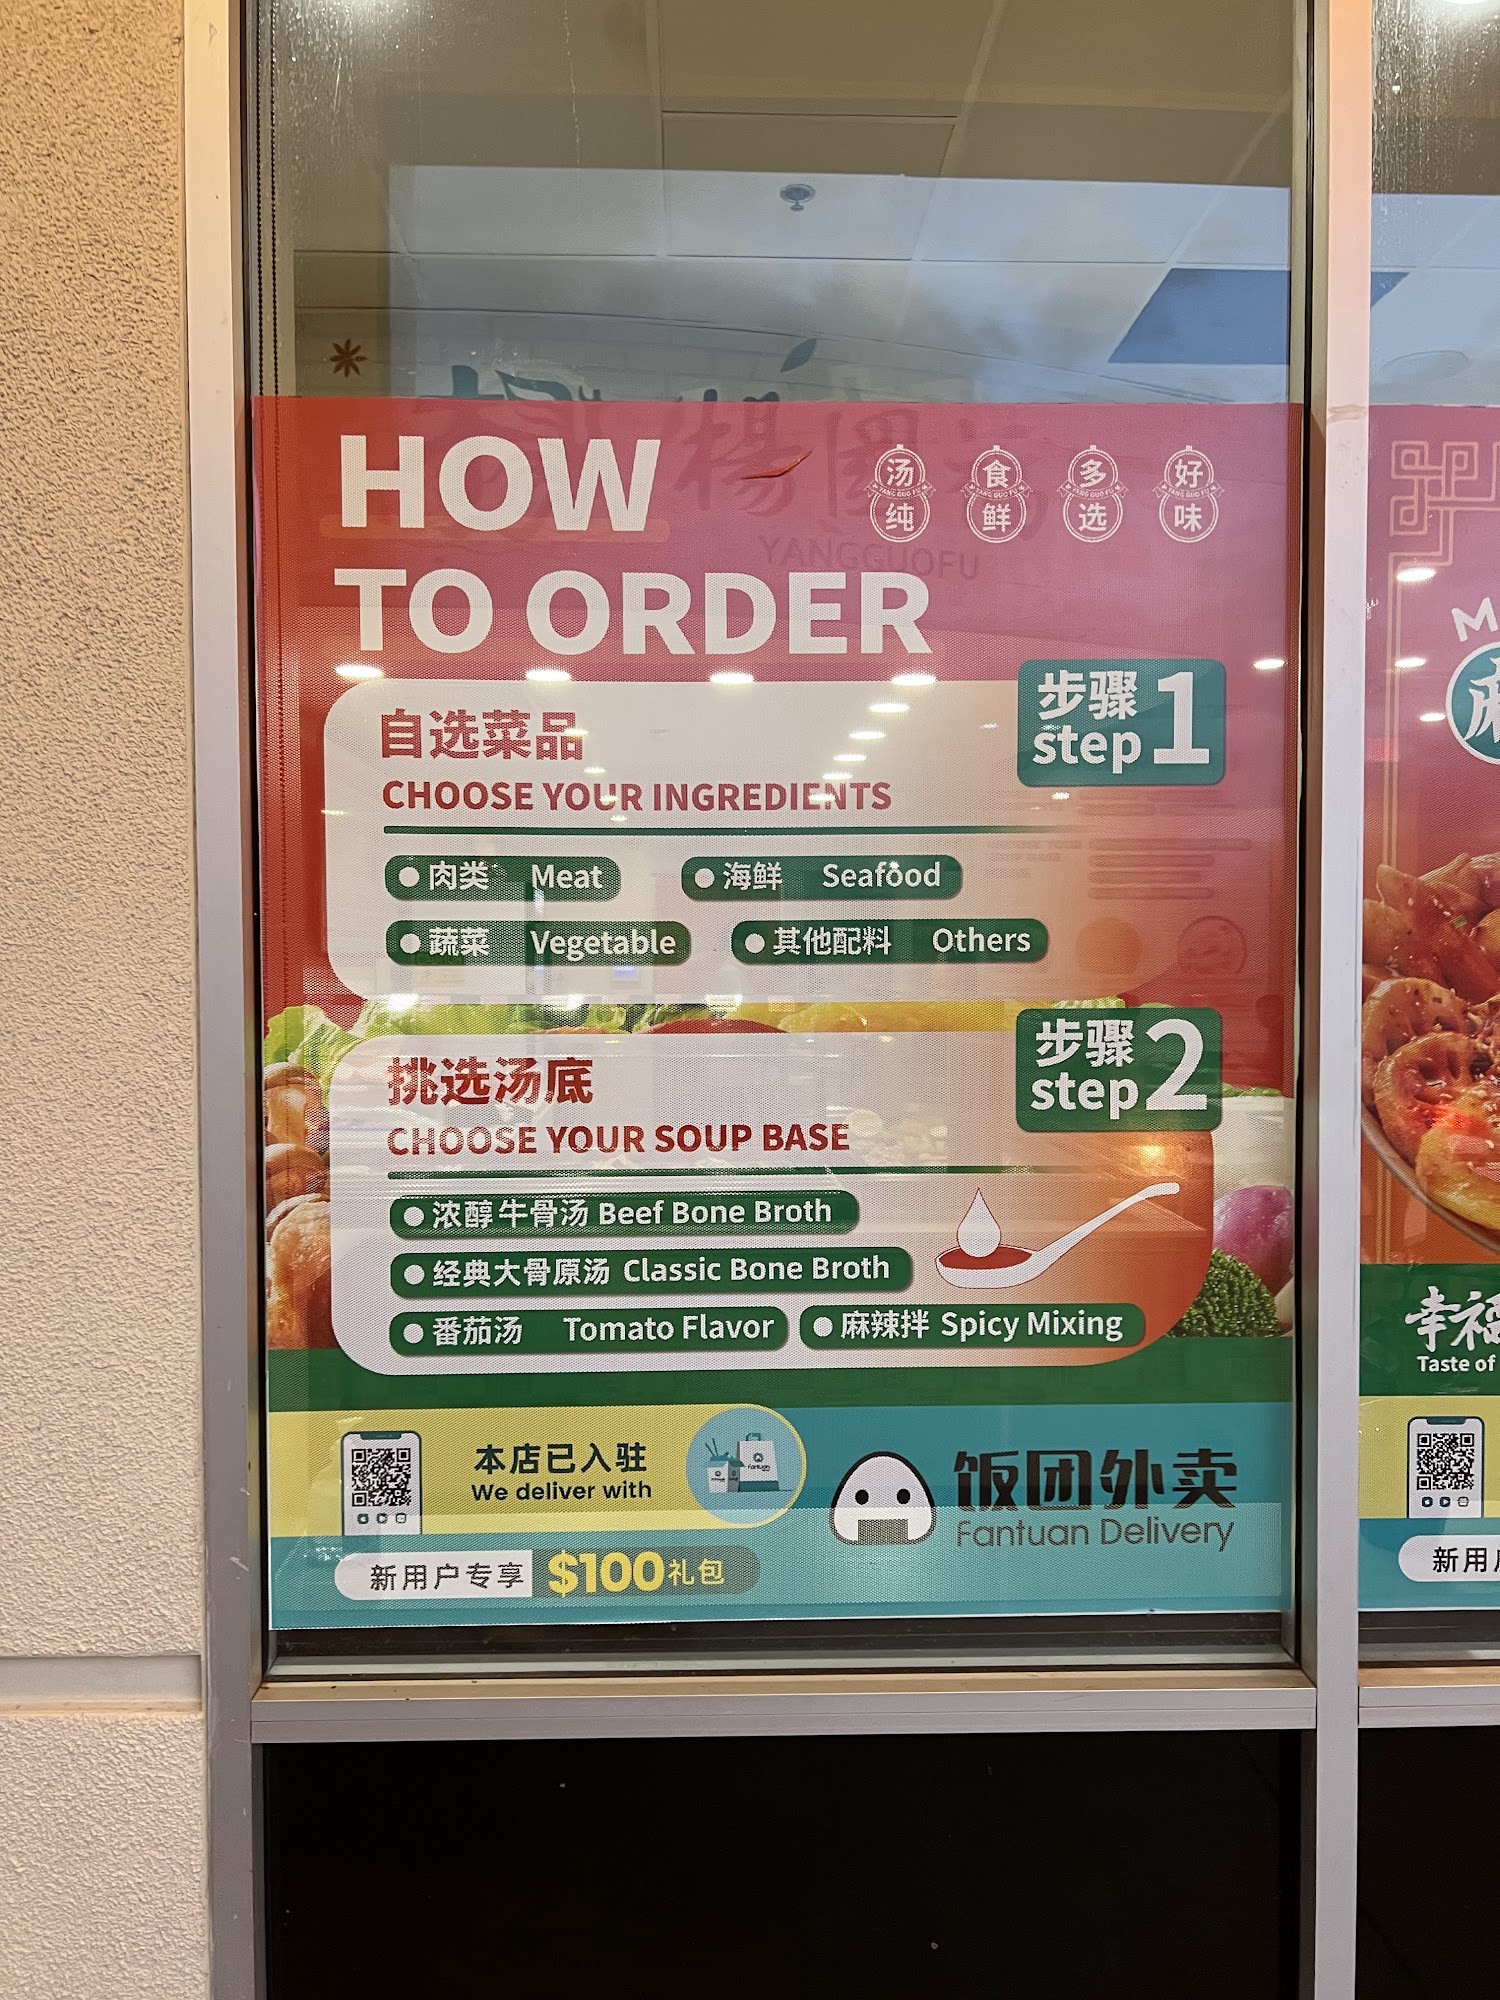 楊國福
YANGGUOFU
HOW
TO ORDER
汤纯
食鲜
多选
好味
步骤
step 1
自选菜品
CHOOSE YOUR INGREDIENTS
肉类 Meat
海鲜 Seafood
蔬菜 Vegetable
其他配料 Others
步骤
step 2
挑选汤底
CHOOSE YOUR SOUP BASE
浓醇牛骨汤 Beef Bone Broth
经典大骨原汤 Classic Bone Broth
番茄汤 Tomato Flavor
麻辣拌 Spicy Mixing
本店已入驻
We deliver with
饭团外卖
Fantuan Delivery
新用户专享 $100礼包
幸福
Taste of
新用